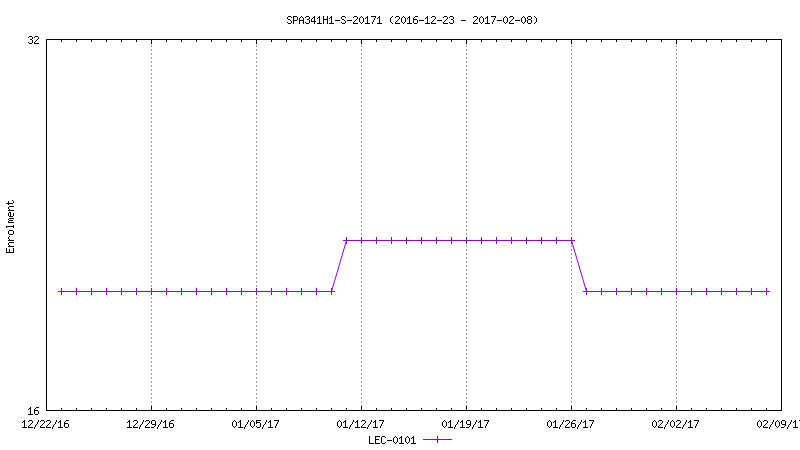 SPA341H1-S-20171 (2016-12-23 - 2017-02-08)
32
Enrolment
16
12/22/16 12/29/16 01/05/17 01/12/17 01/19/17 01/26/17 02/02/17 02/09/1
LEC-0101